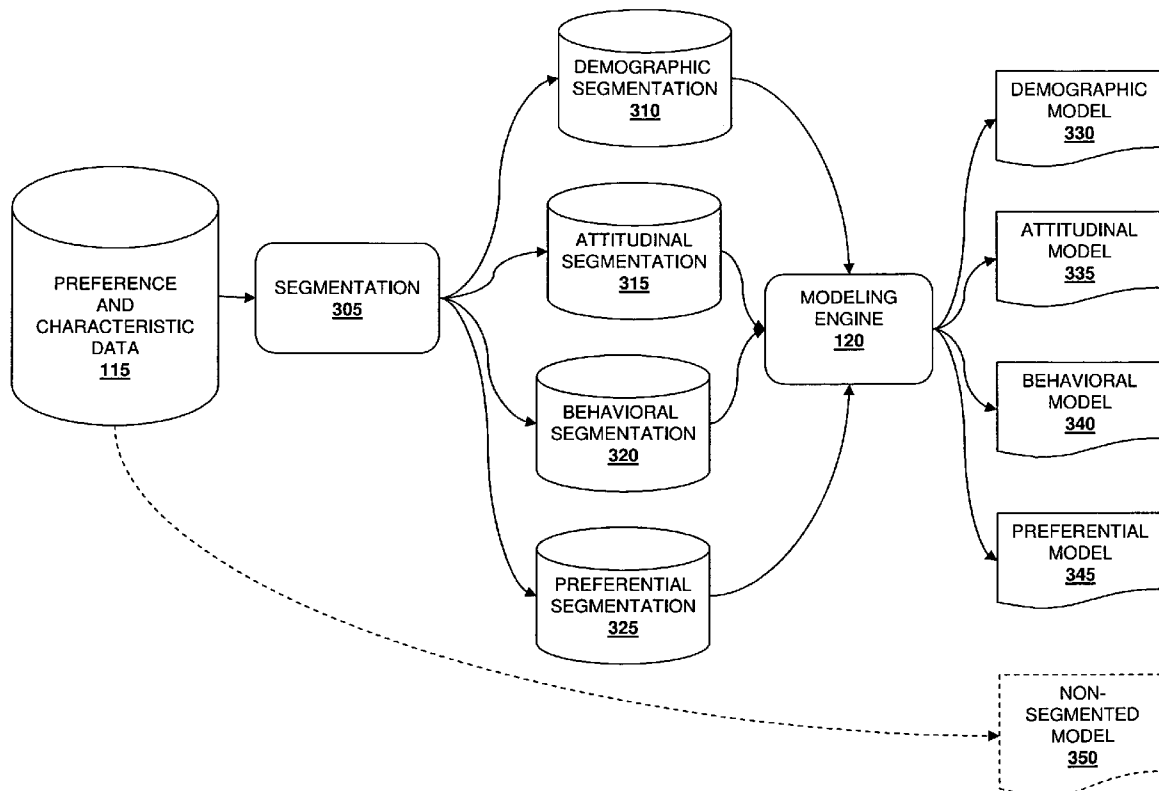 PREFERENCE
AND
CHARACTERISTIC
DATA
115
SEGMENTATION
305
DEMOGRAPHIC
SEGMENTATION
310
ATTITUDINAL
SEGMENTATION
315
BEHAVIORAL
SEGMENTATION
320
PREFERENTIAL
SEGMENTATION
325
MODELING
ENGINE
120
DEMOGRAPHIC
MODEL
330
ATTITUDINAL
MODEL
335
BEHAVIORAL
MODEL
340
PREFERENTIAL
MODEL
345
NON-
SEGMENTED
MODEL
350